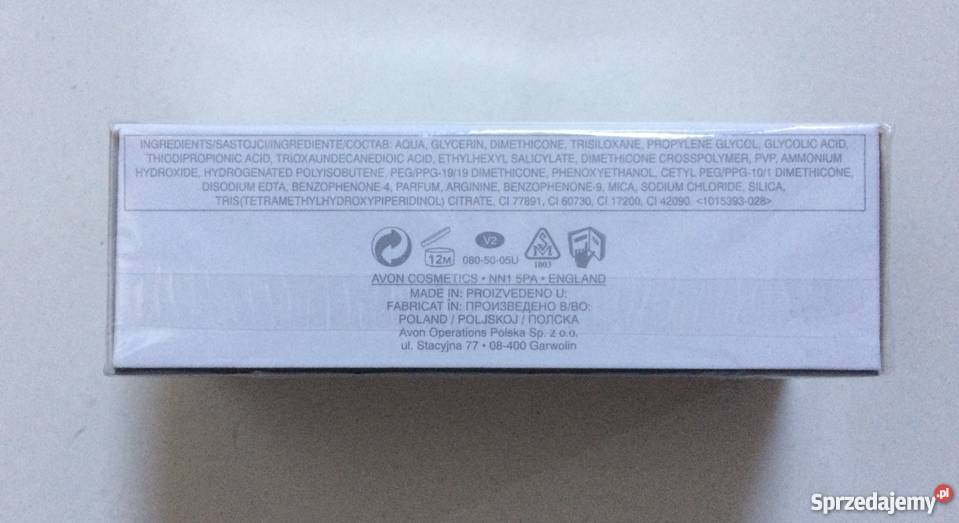 INGREDIENTS/SASTOJCI/INGREDIENTE/СОСТАВ: AQUA, GLYCERIN, DIMETHICONE, TRISILOXANE, PROPYLENE GLYCOL, GLYCOLIC ACID,
THIODIPROPIONIC ACID, TRIOXAUNDECANEDIOIC ACID, ETHYLHEXYL SALICYLATE, DIMETHICONE CROSSPOLYMER, PVP, AMMONIUM
HYDROXIDE, HYDROGENATED POLYISOBUTENE, PEG/PPG-19/19 DIMETHICONE, PHENOXYETHANOL, CETYL PEG/PPG-10/1 DIMETHICONE,
DISODIUM EDTA, BENZOPHENONE-4, PARFUM, ARGININE, BENZOPHENONE-9, MICA, SODIUM CHLORIDE, SILICA,
TRIS(TETRAMETHYLHYDROXYPIPERIDINOL) CITRATE, CI 77891, CI 60730, CI 17200, CI 42090. <1015393-028>
12M
V2
080-50-05U
1003
AVON COSMETICS • NN1 5PA • ENGLAND
MADE IN: PROIZVEDENO U:
FABRICAT ÎN: ПРОИЗВЕДЕНО В/ВО:
POLAND / POLJSKOJ / ПОЛСКА
Avon Operations Polska Sp. z o.o.
ul. Stacyjna 77 • 08-400 Garwolin
Sprzedajemy.pl